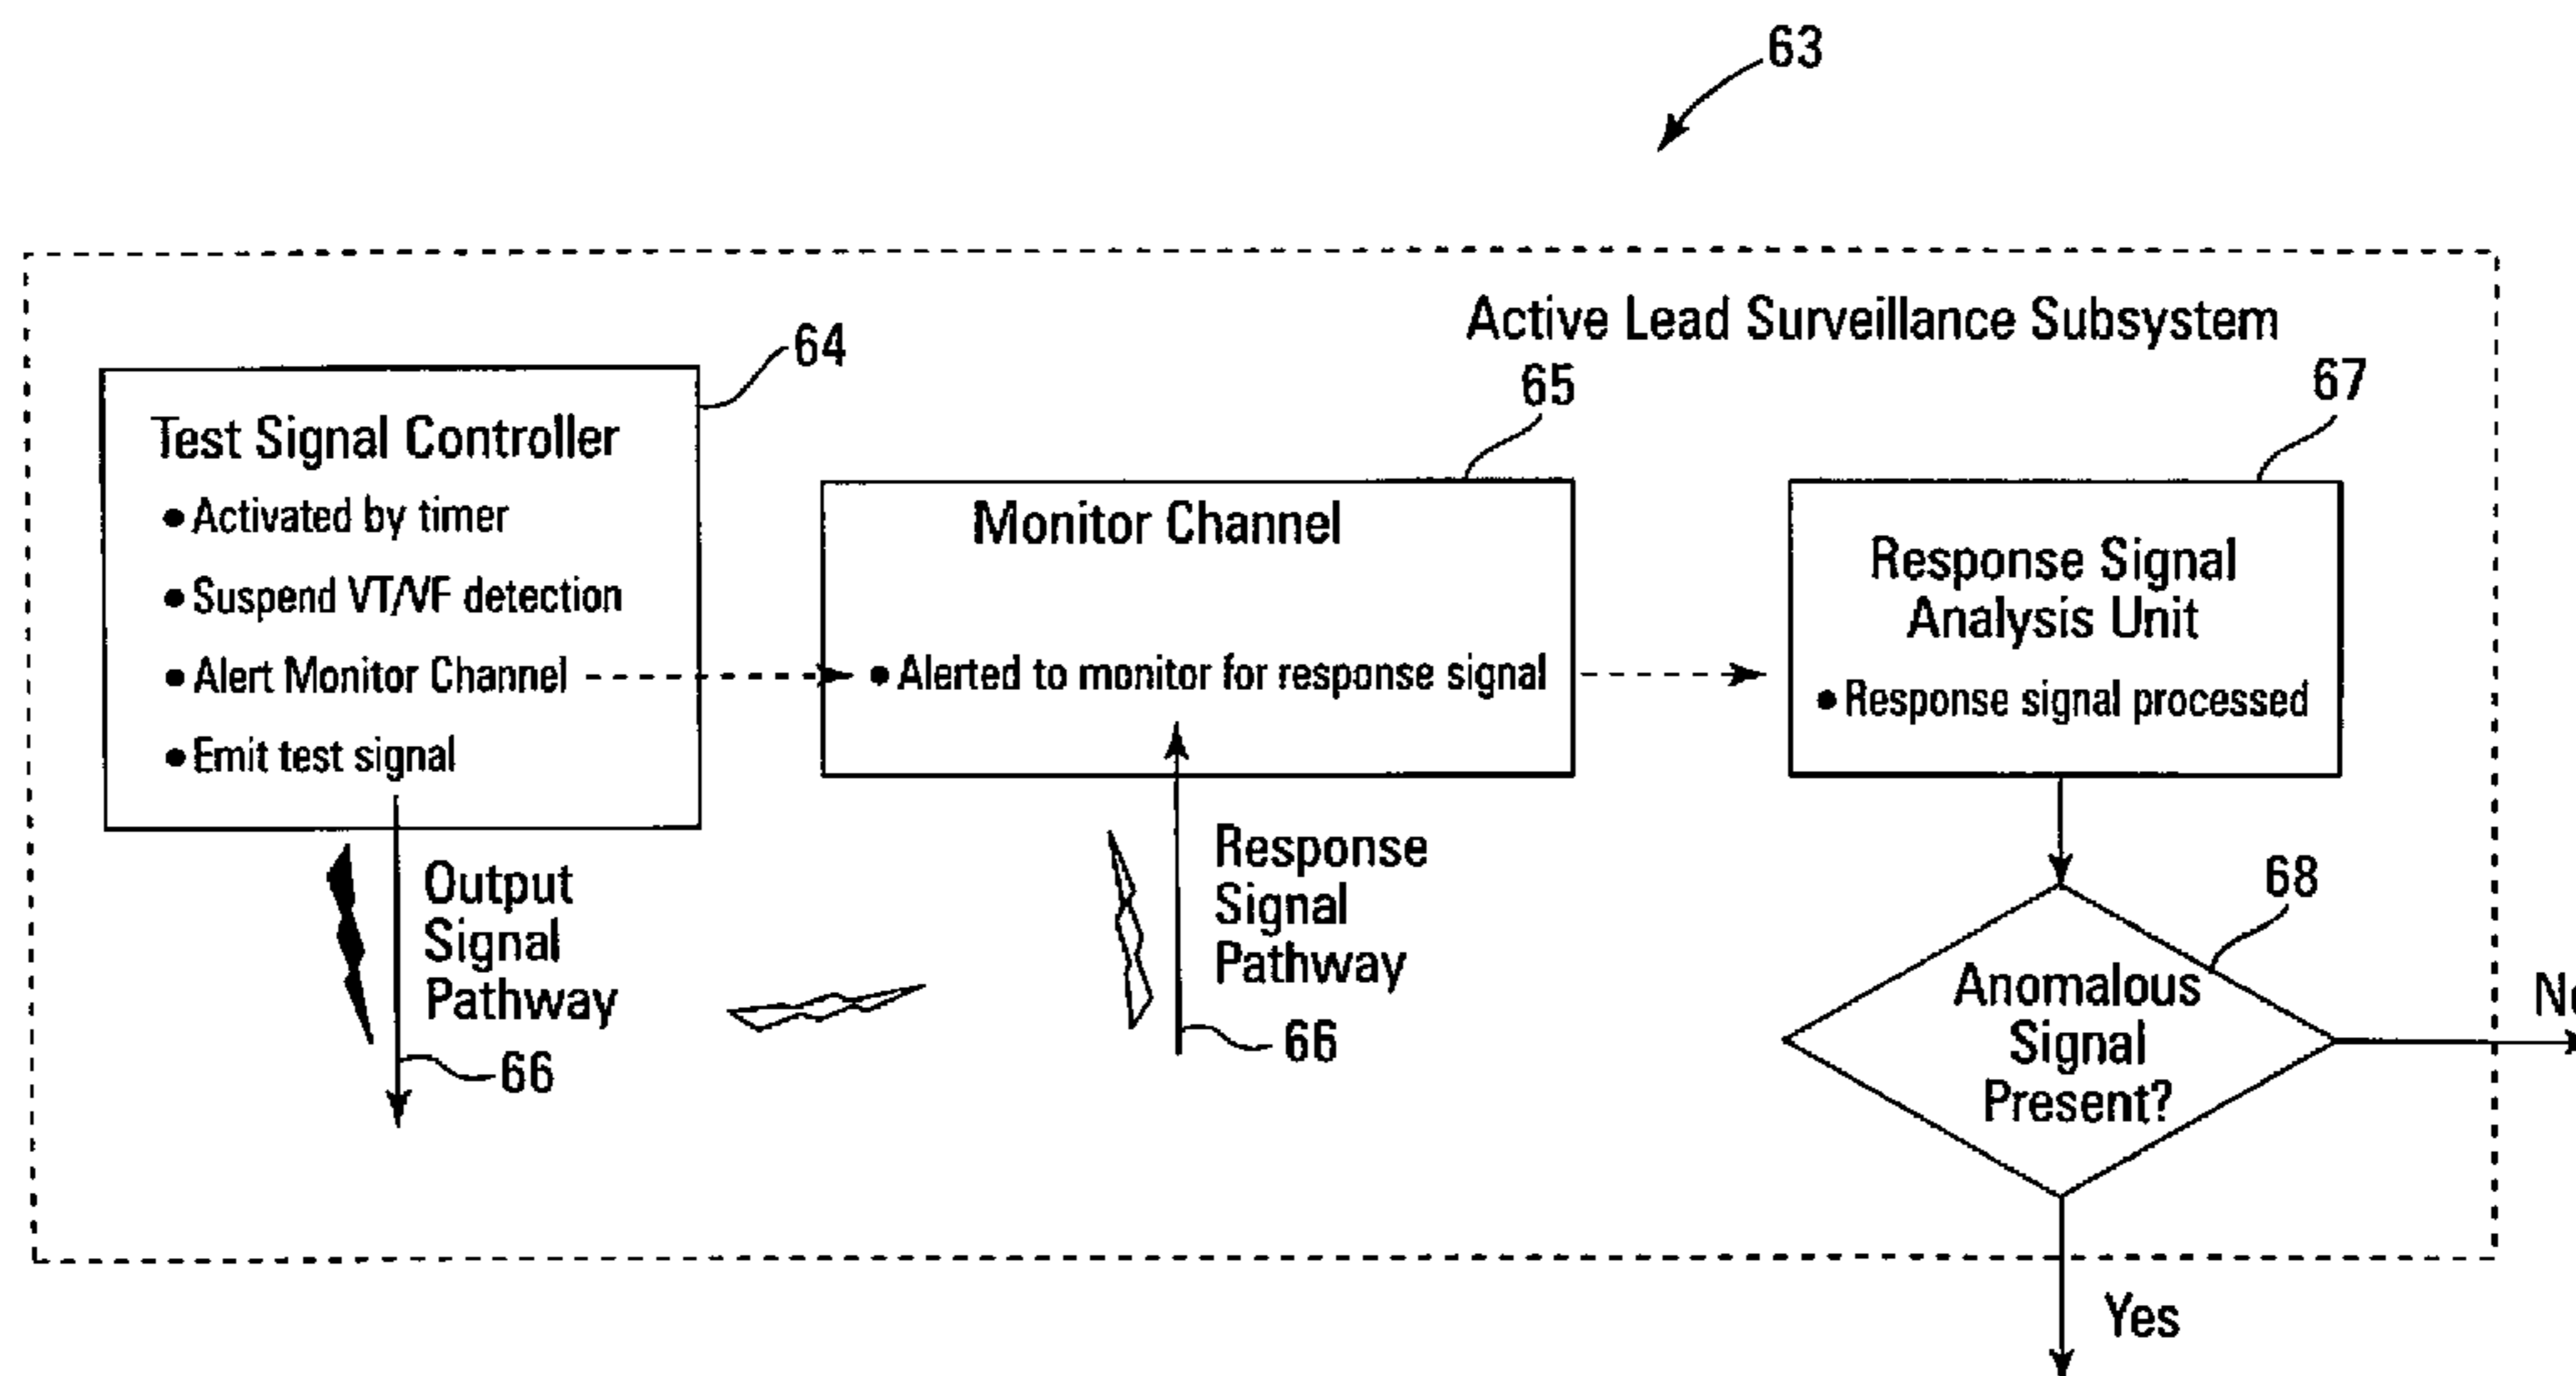 63
Active Lead Surveillance Subsystem
64
Test Signal Controller
• Activated by timer
• Suspend VT/VF detection
• Alert Monitor Channel
• Emit test signal
65
Monitor Channel
• Alerted to monitor for response signal
67
Response Signal
Analysis Unit
• Response signal processed
Output
Signal
Pathway
66
Response
Signal
Pathway
66
68
Anomalous
Signal
Present?
Yes